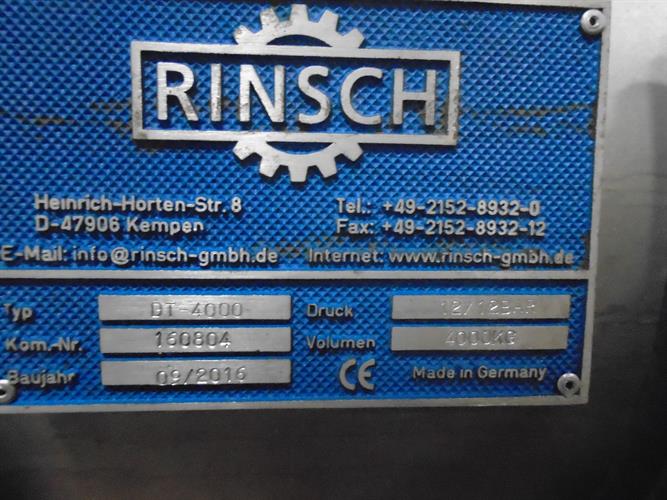 RINSCH
Heinrich-Horten-Str. 8
D-47906 Kempen
Tel.: +49-2152-8932-0
Fax: +49-2152-8932-12
E-Mail: info@rinsch-gmbh.de Internet: www.rinsch-gmbh.de
Typ DT-4000 Druck 12/12BAR
Kom.-Nr. 160804 Volumen 4000KG
Baujahr 09/2016 CE Made in Germany